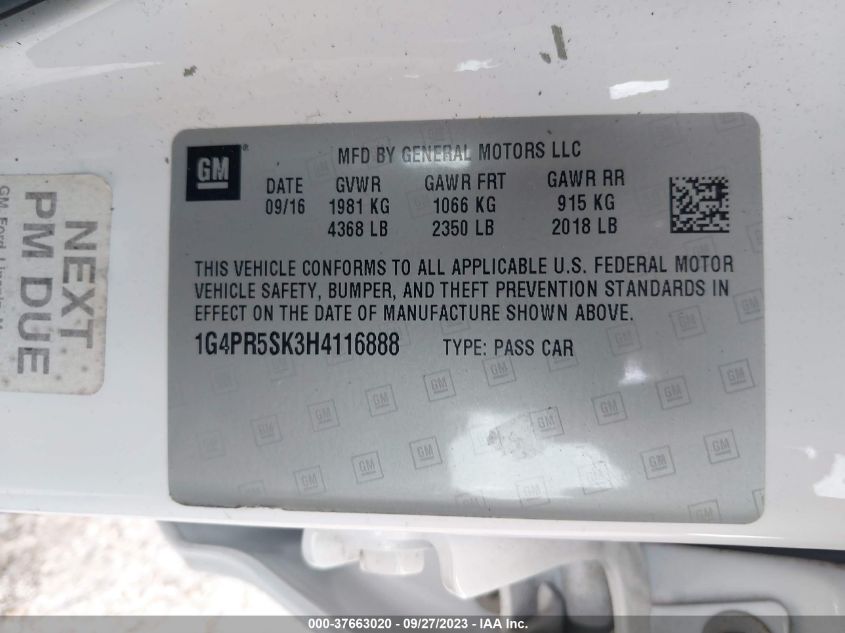 GM
MFD BY GENERAL MOTORS LLC
DATE GVWR GAWR FRT GAWR RR
09/16 1981 KG 1066 KG 915 KG
4368 LB 2350 LB 2018 LB
THIS VEHICLE CONFORMS TO ALL APPLICABLE U.S. FEDERAL MOTOR
VEHICLE SAFETY, BUMPER, AND THEFT PREVENTION STANDARDS IN
EFFECT ON THE DATE OF MANUFACTURE SHOWN ABOVE.
1G4PR5SK3H4116888 TYPE: PASS CAR
NEXT
PM DUE
GM Ford Lincoln
000-37663020 - 09/27/2023 - IAA Inc.